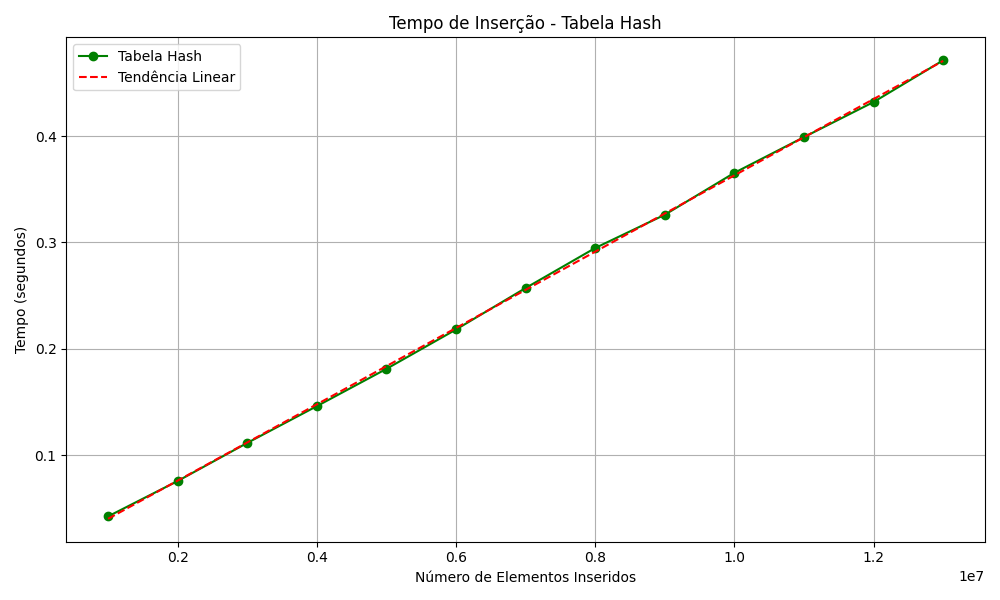 Tempo de Inserção - Tabela Hash
Tabela Hash
Tendência Linear
Tempo (segundos)
0.4
0.3
0.2
0.1
0.2 0.4 0.6 0.8 1.0 1.2
1e7
Número de Elementos Inseridos